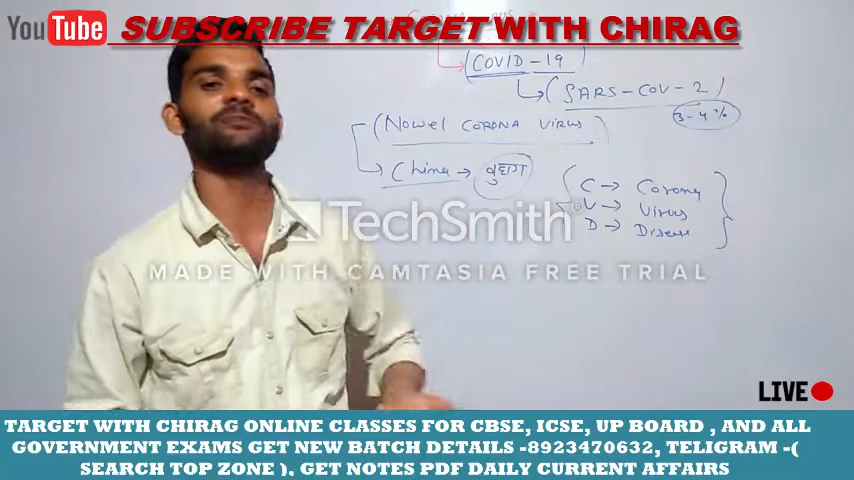 YouTube SUBSCRIBE TARGET WITH CHIRAG
COVID-19
(SARS-COV-2)
3-4%
(Nowel CORONA VIRUS)
China →
C → Corona
V → Virus
D → Disease
TechSmith
MADE WITH CAMTASIA FREE TRIAL
LIVE
TARGET WITH CHIRAG ONLINE CLASSES FOR CBSE, ICSE, UP BOARD , AND ALL
GOVERNMENT EXAMS GET NEW BATCH DETAILS -8923470632, TELIGRAM -(
SEARCH TOP ZONE ), GET NOTES PDF DAILY CURRENT AFFAIRS